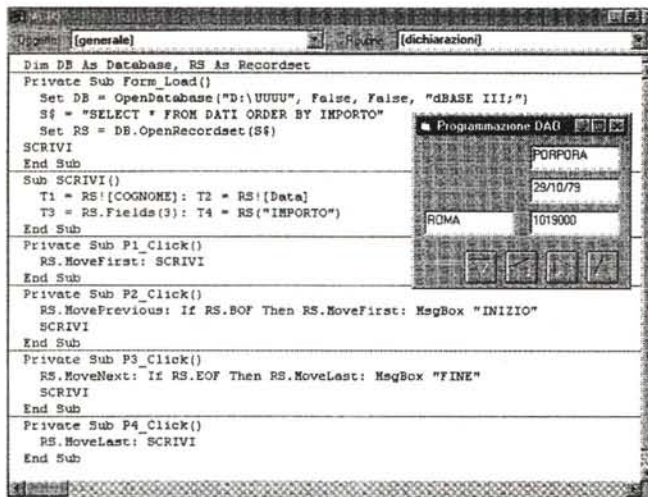 [generale] [dichiarazioni]
Dim DB As Database, RS As Recordset
Private Sub Form_Load()
Set DB = OpenDatabase("D:\UUUU", False, False, "dBASE III;")
S$ = "SELECT * FROM DATI ORDER BY IMPORTO"
Set RS = DB.OpenRecordset(S$)
SCRIVI
End Sub
Sub SCRIVI()
T1 = RS![COGNOME]: T2 = RS![Data]
T3 = RS.Fields(3): T4 = RS("IMPORTO")
End Sub
Private Sub P1_Click()
RS.MoveFirst: SCRIVI
End Sub
Private Sub P2_Click()
RS.MovePrevious: If RS.BOF Then RS.MoveFirst: MsgBox "INIZIO"
SCRIVI
End Sub
Private Sub P3_Click()
RS.MoveNext: If RS.EOF Then RS.MoveLast: MsgBox "FINE"
SCRIVI
End Sub
Private Sub P4_Click()
RS.MoveLast: SCRIVI
End Sub
Programmazione DAO
PORPORA
29/10/79
ROMA 1019000